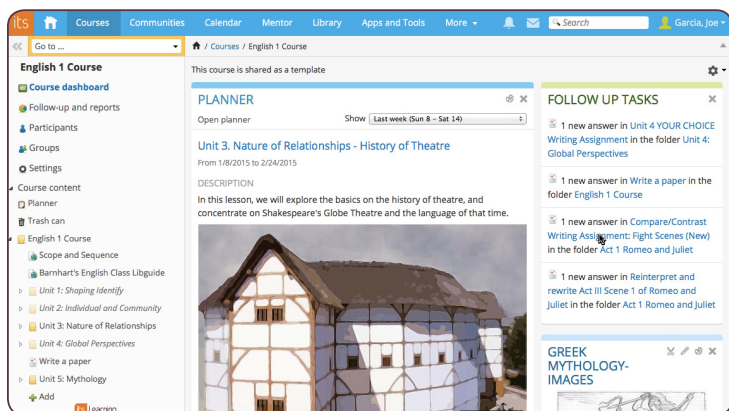 its
Courses
Communities
Calendar
Mentor
Library
Apps and Tools
More
Search
Garcia, Joe
Go to ...
/ Courses / English 1 Course
English 1 Course
Course dashboard
Follow-up and reports
Participants
Groups
Settings
Course content
Planner
Trash can
English 1 Course
Scope and Sequence
Barnhart's English Class Libguide
Unit 1: Shaping Identify
Unit 2: Individual and Community
Unit 3: Nature of Relationships
Unit 4: Global Perspectives
Write a paper
Unit 5: Mythology
Add
its Learning
This course is shared as a template
PLANNER
Open planner
Show Last week (Sun 8 - Sat 14)
Unit 3. Nature of Relationships - History of Theatre
From 1/8/2015 to 2/24/2015
DESCRIPTION
In this lesson, we will explore the basics on the history of theatre, and
concentrate on Shakespeare's Globe Theatre and the language of that time.
FOLLOW UP TASKS
1 new answer in Unit 4 YOUR CHOICE
Writing Assignment in the folder Unit 4:
Global Perspectives
1 new answer in Write a paper in the
folder English 1 Course
1 new answer in Compare/Contrast
Writing Assignment: Fight Scenes (New)
in the folder Act 1 Romeo and Juliet
1 new answer in Reinterpret and
rewrite Act III Scene 1 of Romeo and
Juliet in the folder Act 1 Romeo and Juliet
GREEK
MYTHOLOGY-
IMAGES